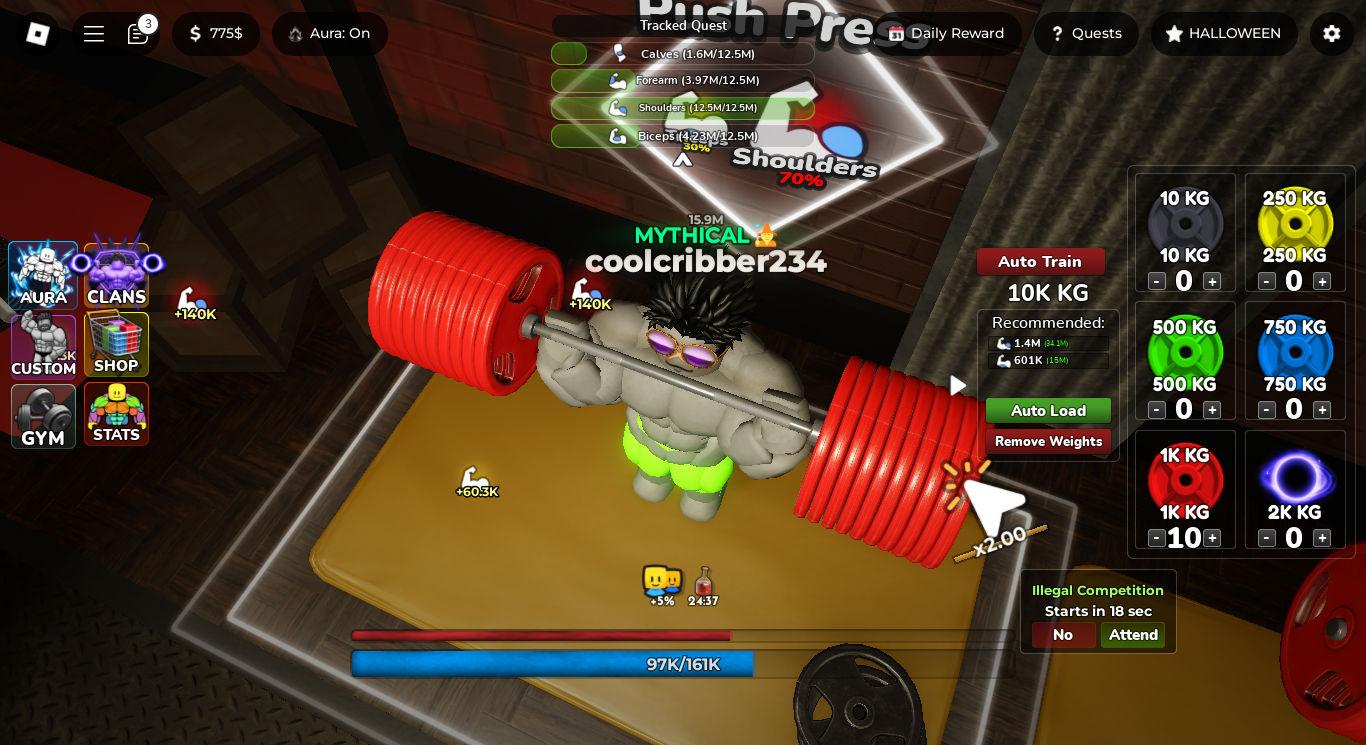 3
775$
Aura: On
Push Press
Tracked Quest
Daily Reward
Quests
HALLOWEEN
Calves (1.6M/12.5M)
Forearm (3.97M/12.5M)
Shoulders (12.5M/12.5M)
Biceps (4.23M/12.5M)
30%
Shoulders
70%
15.9M
MYTHICAL
coolcribber234
AURA
CLANS
CUSTOM
SHOP
GYM
STATS
+140K
+140K
+60.3K
Auto Train
10K KG
Recommended:
1.4M (34.1M)
601K (15M)
Auto Load
Remove Weights
10 KG
10 KG
- 0 +
250 KG
250 KG
- 0 +
500 KG
500 KG
- 0 +
750 KG
750 KG
- 0 +
1K KG
1K KG
- 10 +
2K KG
- 0 +
x2.00
+5%
24:37
Illegal Competition
Starts in 18 sec
No
Attend
97K/161K